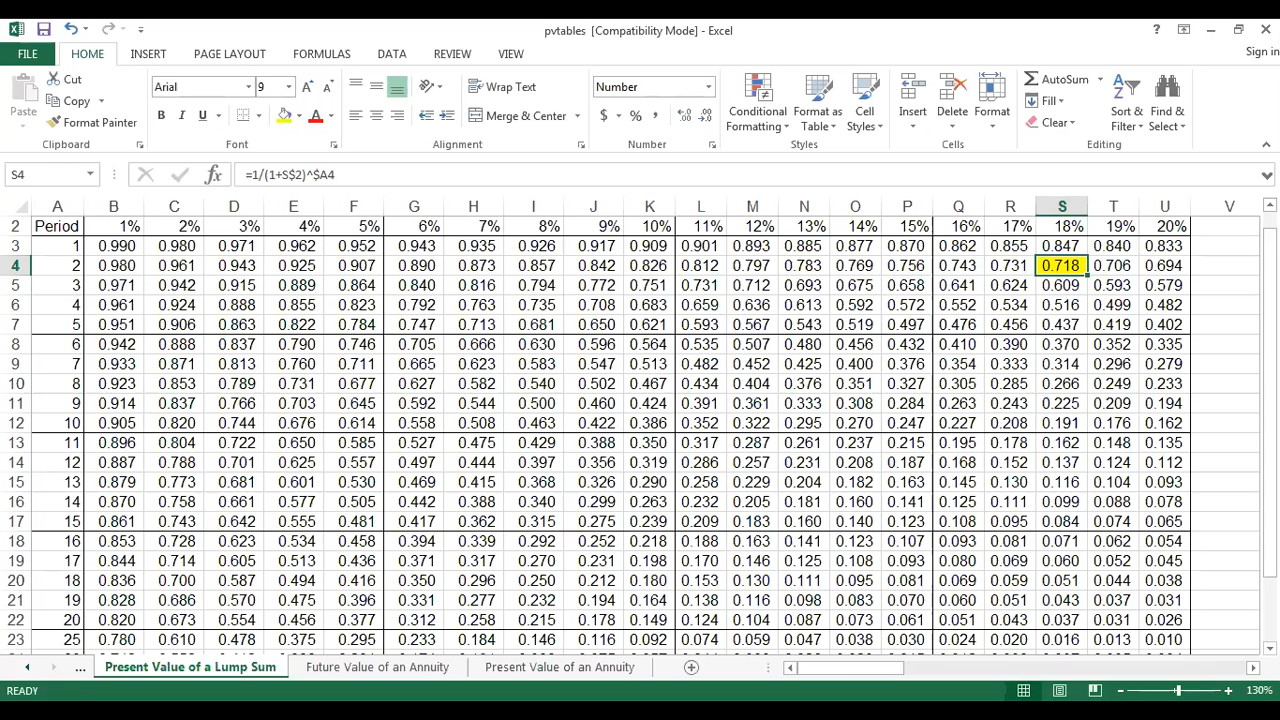 pvtables [Compatibility Mode] - Excel
Sign in
FILE HOME INSERT PAGE LAYOUT FORMULAS DATA REVIEW VIEW
Paste
Cut
Copy
Format Painter
Clipboard
Arial 9
B I U
Font
Wrap Text
Merge & Center
Alignment
Number
$ % ,
Number
Conditional Formatting
Format as Table
Cell Styles
Styles
Insert Delete Format
Cells
AutoSum
Fill
Clear
Sort & Filter
Find & Select
Editing
S4 fx =1/(1+S$2)^$A4
A B C D E F G H I J K L M N O P Q R S T U V
2 Period 1% 2% 3% 4% 5% 6% 7% 8% 9% 10% 11% 12% 13% 14% 15% 16% 17% 18% 19% 20%
3 1 0.990 0.980 0.971 0.962 0.952 0.943 0.935 0.926 0.917 0.909 0.901 0.893 0.885 0.877 0.870 0.862 0.855 0.847 0.840 0.833
4 2 0.980 0.961 0.943 0.925 0.907 0.890 0.873 0.857 0.842 0.826 0.812 0.797 0.783 0.769 0.756 0.743 0.731 0.718 0.706 0.694
5 3 0.971 0.942 0.915 0.889 0.864 0.840 0.816 0.794 0.772 0.751 0.731 0.712 0.693 0.675 0.658 0.641 0.624 0.609 0.593 0.579
6 4 0.961 0.924 0.888 0.855 0.823 0.792 0.763 0.735 0.708 0.683 0.659 0.636 0.613 0.592 0.572 0.552 0.534 0.516 0.499 0.482
7 5 0.951 0.906 0.863 0.822 0.784 0.747 0.713 0.681 0.650 0.621 0.593 0.567 0.543 0.519 0.497 0.476 0.456 0.437 0.419 0.402
8 6 0.942 0.888 0.837 0.790 0.746 0.705 0.666 0.630 0.596 0.564 0.535 0.507 0.480 0.456 0.432 0.410 0.390 0.370 0.352 0.335
9 7 0.933 0.871 0.813 0.760 0.711 0.665 0.623 0.583 0.547 0.513 0.482 0.452 0.425 0.400 0.376 0.354 0.333 0.314 0.296 0.279
10 8 0.923 0.853 0.789 0.731 0.677 0.627 0.582 0.540 0.502 0.467 0.434 0.404 0.376 0.351 0.327 0.305 0.285 0.266 0.249 0.233
11 9 0.914 0.837 0.766 0.703 0.645 0.592 0.544 0.500 0.460 0.424 0.391 0.361 0.333 0.308 0.284 0.263 0.243 0.225 0.209 0.194
12 10 0.905 0.820 0.744 0.676 0.614 0.558 0.508 0.463 0.422 0.386 0.352 0.322 0.295 0.270 0.247 0.227 0.208 0.191 0.176 0.162
13 11 0.896 0.804 0.722 0.650 0.585 0.527 0.475 0.429 0.388 0.350 0.317 0.287 0.261 0.237 0.215 0.195 0.178 0.162 0.148 0.135
14 12 0.887 0.788 0.701 0.625 0.557 0.497 0.444 0.397 0.356 0.319 0.286 0.257 0.231 0.208 0.187 0.168 0.152 0.137 0.124 0.112
15 13 0.879 0.773 0.681 0.601 0.530 0.469 0.415 0.368 0.326 0.290 0.258 0.229 0.204 0.182 0.163 0.145 0.130 0.116 0.104 0.093
16 14 0.870 0.758 0.661 0.577 0.505 0.442 0.388 0.340 0.299 0.263 0.232 0.205 0.181 0.160 0.141 0.125 0.111 0.099 0.088 0.078
17 15 0.861 0.743 0.642 0.555 0.481 0.417 0.362 0.315 0.275 0.239 0.209 0.183 0.160 0.140 0.123 0.108 0.095 0.084 0.074 0.065
18 16 0.853 0.728 0.623 0.534 0.458 0.394 0.339 0.292 0.252 0.218 0.188 0.163 0.141 0.123 0.107 0.093 0.081 0.071 0.062 0.054
19 17 0.844 0.714 0.605 0.513 0.436 0.371 0.317 0.270 0.231 0.198 0.170 0.146 0.125 0.108 0.093 0.080 0.069 0.060 0.052 0.045
20 18 0.836 0.700 0.587 0.494 0.416 0.350 0.296 0.250 0.212 0.180 0.153 0.130 0.111 0.095 0.081 0.069 0.059 0.051 0.044 0.038
21 19 0.828 0.686 0.570 0.475 0.396 0.331 0.277 0.232 0.194 0.164 0.138 0.116 0.098 0.083 0.070 0.060 0.051 0.043 0.037 0.031
22 20 0.820 0.673 0.554 0.456 0.377 0.312 0.258 0.215 0.178 0.149 0.124 0.104 0.087 0.073 0.061 0.051 0.043 0.037 0.031 0.026
23 25 0.780 0.610 0.478 0.375 0.295 0.233 0.184 0.146 0.116 0.092 0.074 0.059 0.047 0.038 0.030 0.024 0.020 0.016 0.013 0.010
... Present Value of a Lump Sum Future Value of an Annuity Present Value of an Annuity
READY 130%